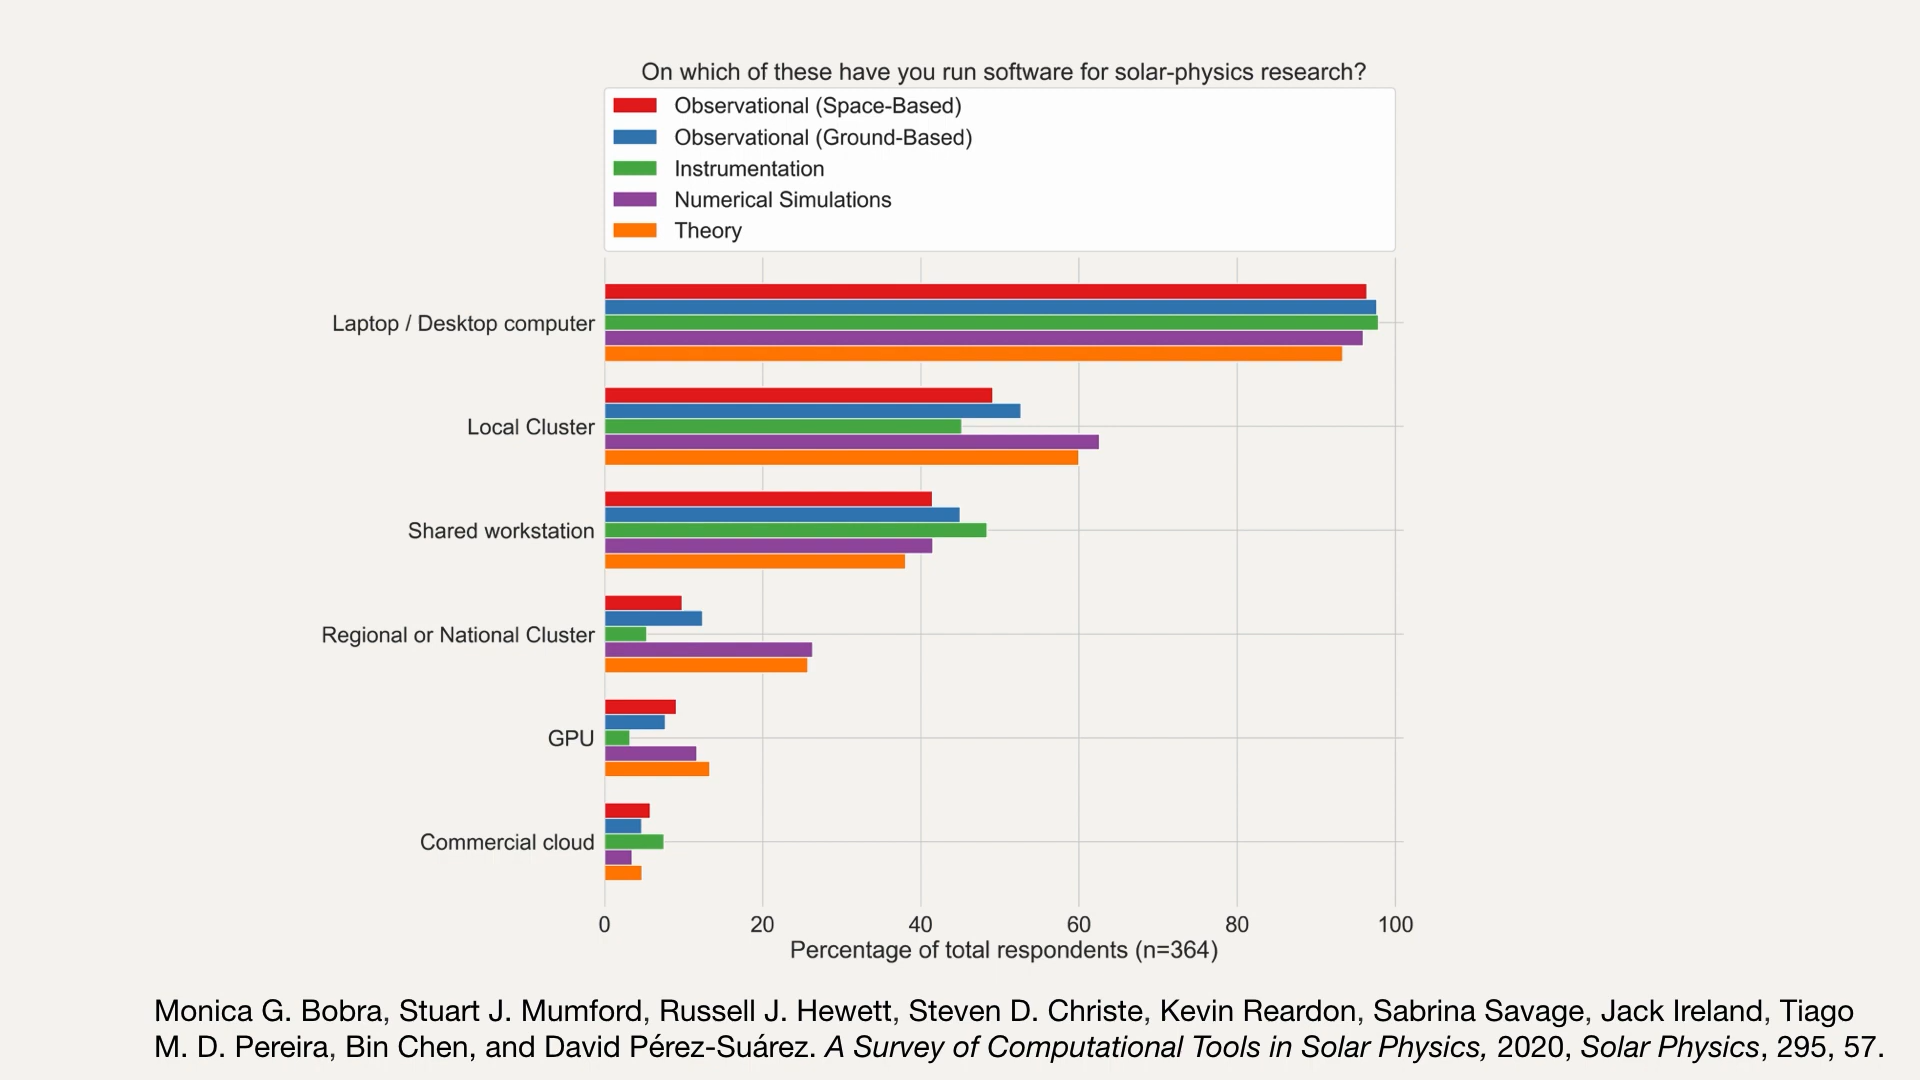 On which of these have you run software for solar-physics research?
Observational (Space-Based)
Observational (Ground-Based)
Instrumentation
Numerical Simulations
Theory
Laptop / Desktop computer
Local Cluster
Shared workstation
Regional or National Cluster
GPU
Commercial cloud
0 20 40 60 80 100
Percentage of total respondents (n=364)
Monica G. Bobra, Stuart J. Mumford, Russell J. Hewett, Steven D. Christe, Kevin Reardon, Sabrina Savage, Jack Ireland, Tiago
M. D. Pereira, Bin Chen, and David Pérez-Suárez. A Survey of Computational Tools in Solar Physics, 2020, Solar Physics, 295, 57.